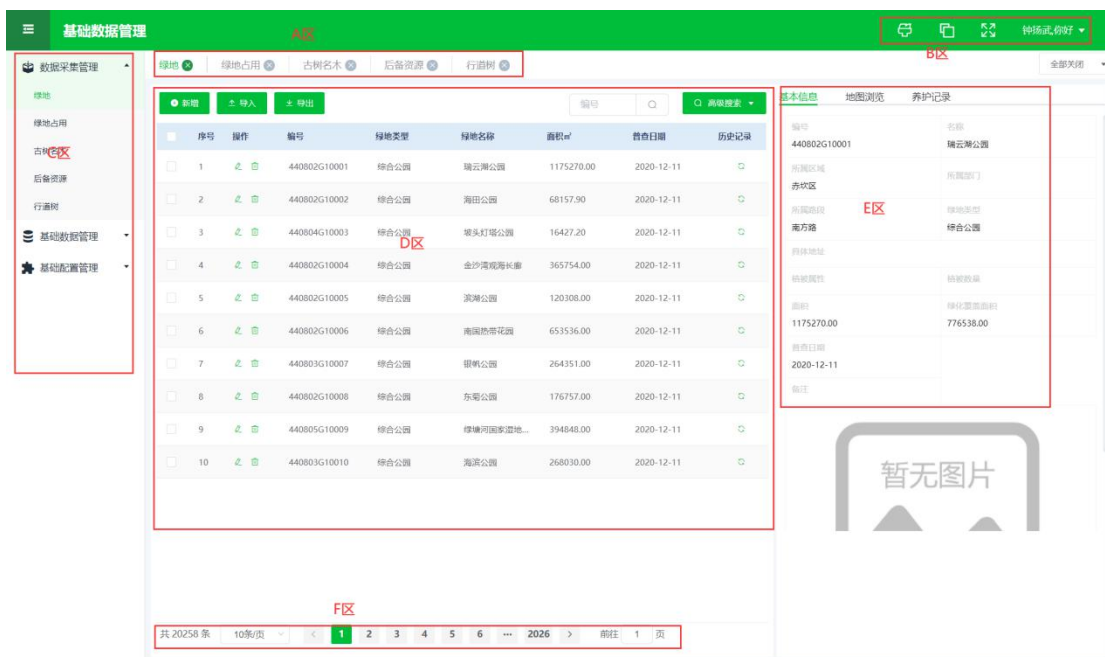 基础数据管理
A区
钟扬武,你好
B区
数据采集管理
绿地
绿地占用
古树名木
后备资源
行道树
基础数据管理
基础配置管理
C区
绿地 绿地占用 古树名木 后备资源 行道树
全部关闭
新增 导入 导出 编号 高级搜索
序号 操作 编号 绿地类型 绿地名称 面积㎡ 普查日期 历史记录
1 440802G10001 综合公园 瑞云湖公园 1175270.00 2020-12-11
2 440802G10002 综合公园 海田公园 68157.90 2020-12-11
3 440804G10003 综合公园 坡头灯塔公园 16427.20 2020-12-11
D区
4 440802G10004 综合公园 金沙湾观海长廊 365754.00 2020-12-11
5 440802G10005 综合公园 滨湖公园 120308.00 2020-12-11
6 440802G10006 综合公园 南国热带花园 653536.00 2020-12-11
7 440803G10007 综合公园 银帆公园 264351.00 2020-12-11
8 440802G10008 综合公园 东菊公园 176757.00 2020-12-11
9 440805G10009 综合公园 绿塘河国家湿地... 394848.00 2020-12-11
10 440803G10010 综合公园 海滨公园 268030.00 2020-12-11
基本信息 地图浏览 养护记录
编号 名称
440802G10001 瑞云湖公园
所属区域 所属部门
赤坎区
所属路段 绿地类型
E区
南方路 综合公园
具体地址
植被属性 植被数量
面积 绿化覆盖面积
1175270.00 776538.00
普查日期
2020-12-11
备注
暂无图片
F区
共 20258 条 10条/页 1 2 3 4 5 6 ... 2026 前往 1 页